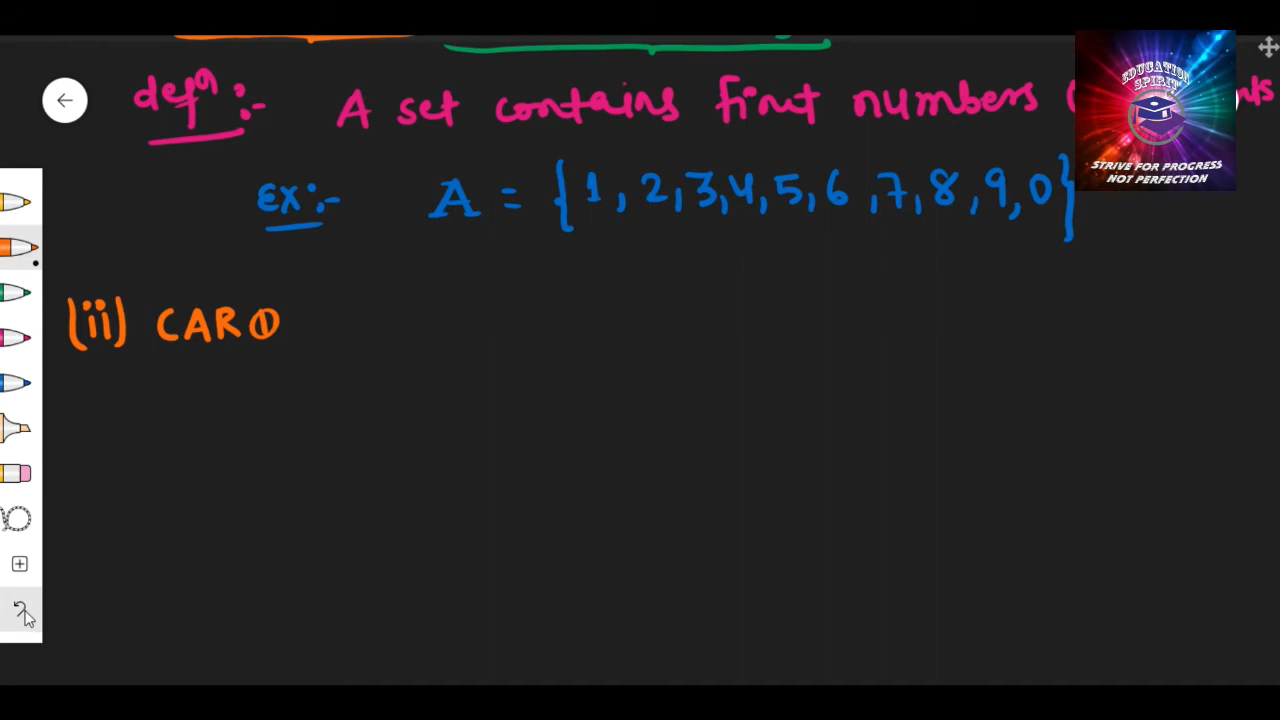 defn:- A set contains finit numbers
EDUCATION
SPIRIT
STRIVE FOR PROGRESS
NOT PERFECTION
Ex:- A = {1, 2, 3, 4, 5, 6, 7, 8, 9, 0}
(ii) CARD